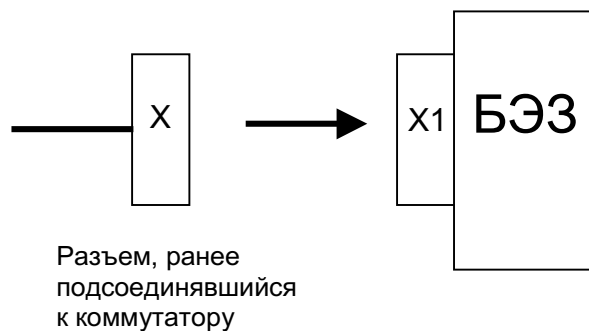 X
X1
БЭЗ
Разъем, ранее
подсоединявшийся
к коммутатору